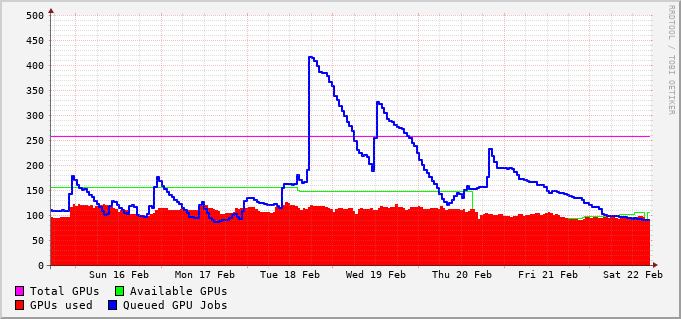 500
450
400
350
300
250
200
150
100
50
0
Sun 16 Feb Mon 17 Feb Tue 18 Feb Wed 19 Feb Thu 20 Feb Fri 21 Feb Sat 22 Feb
Total GPUs Available GPUs
GPUs used Queued GPU Jobs
RRDTOOL / TOBI OETIKER